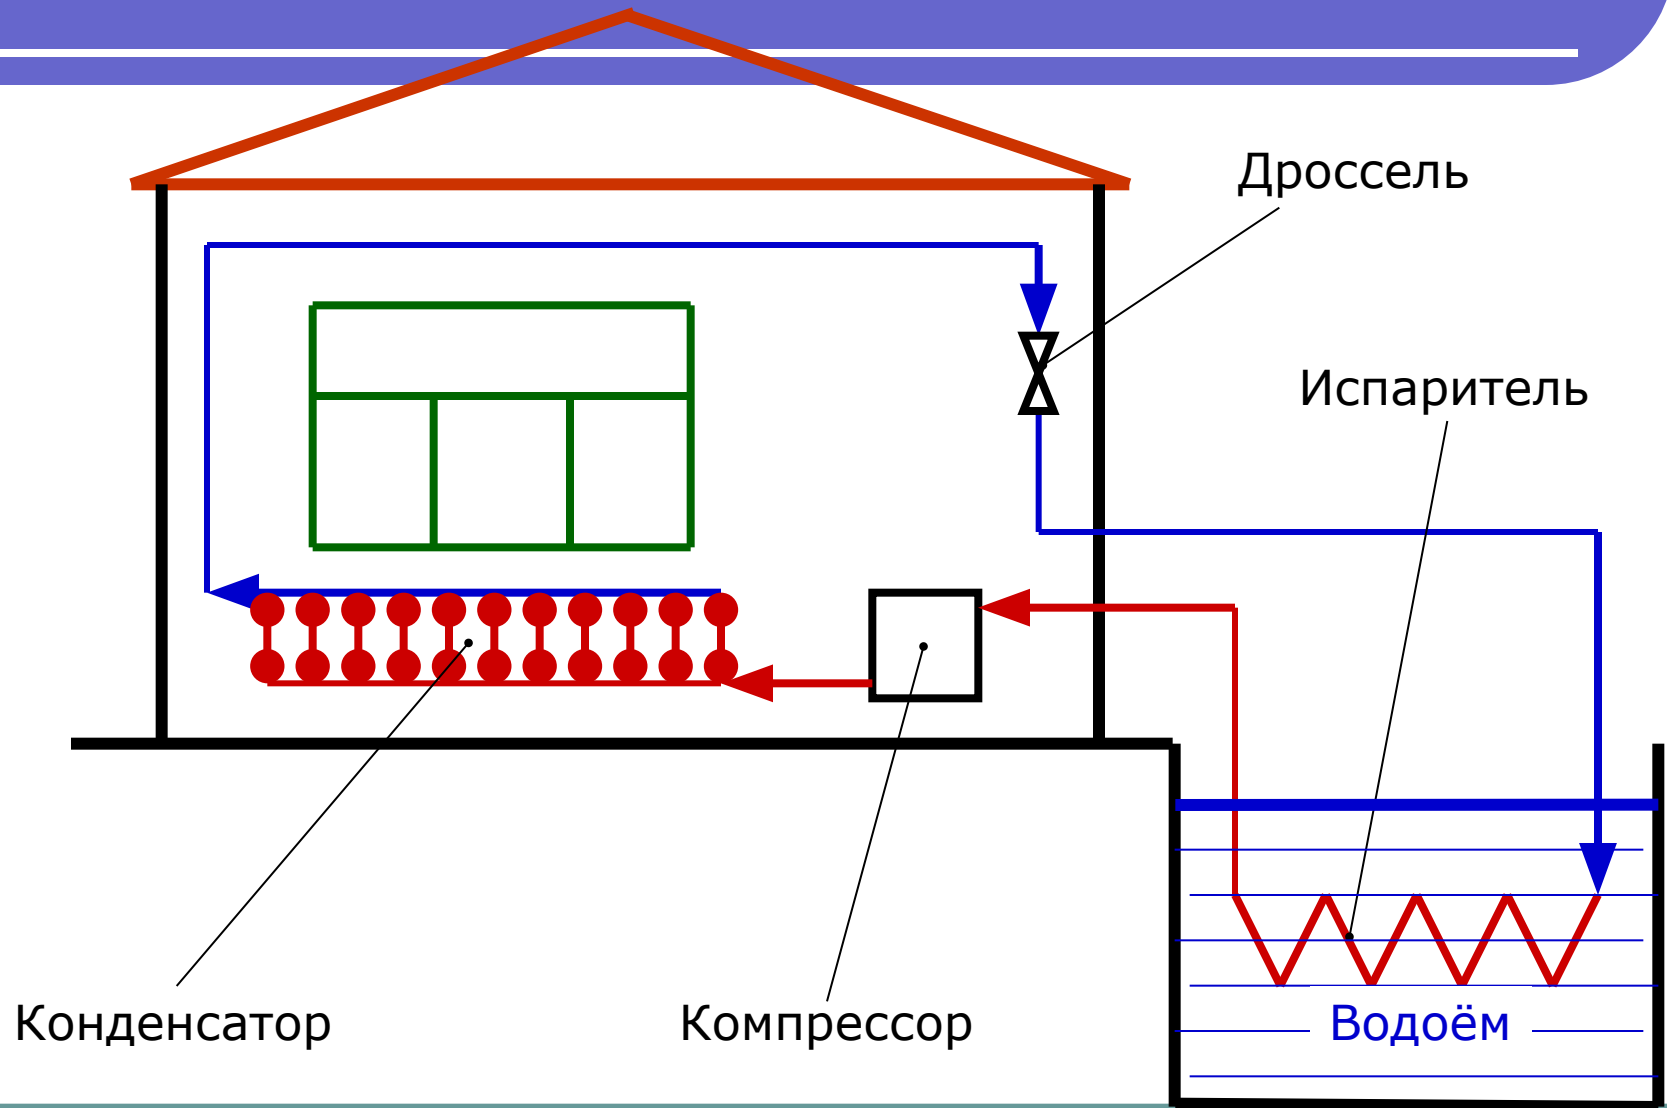 Дроссель
Испаритель
Конденсатор
Компрессор
Водоём